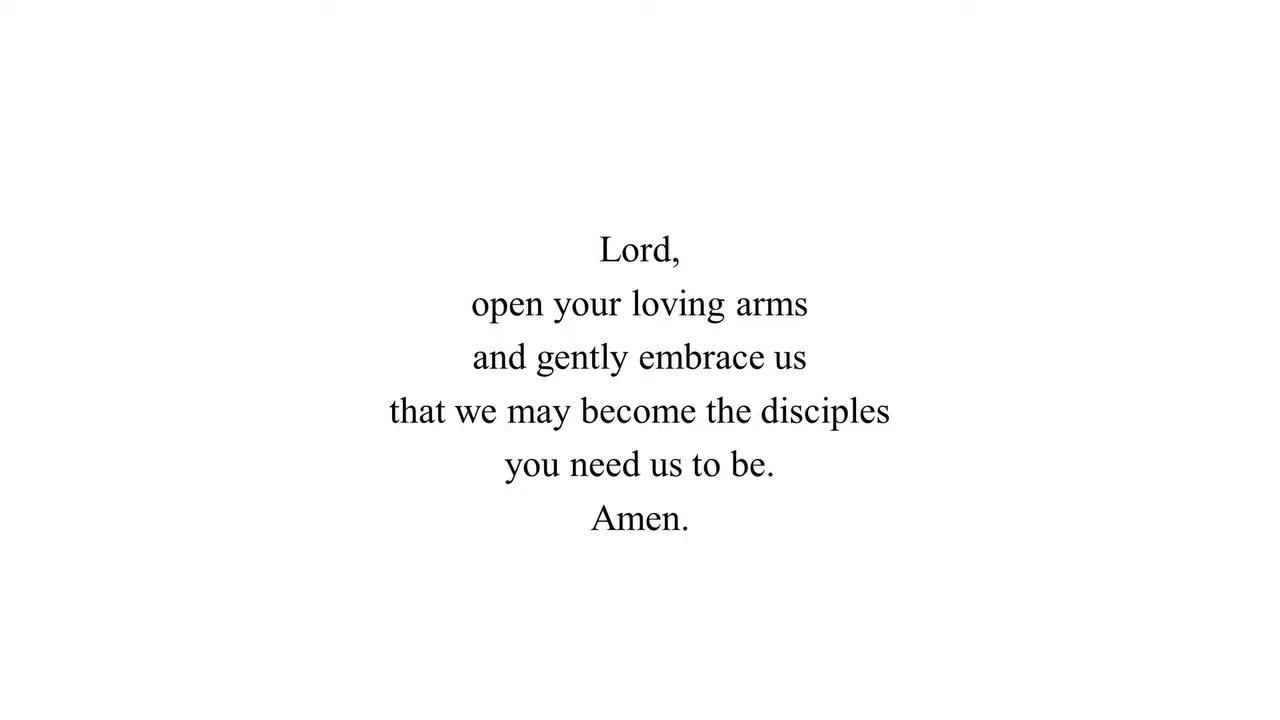 Lord,
open your loving arms
and gently embrace us
that we may become the disciples
you need us to be.
Amen.